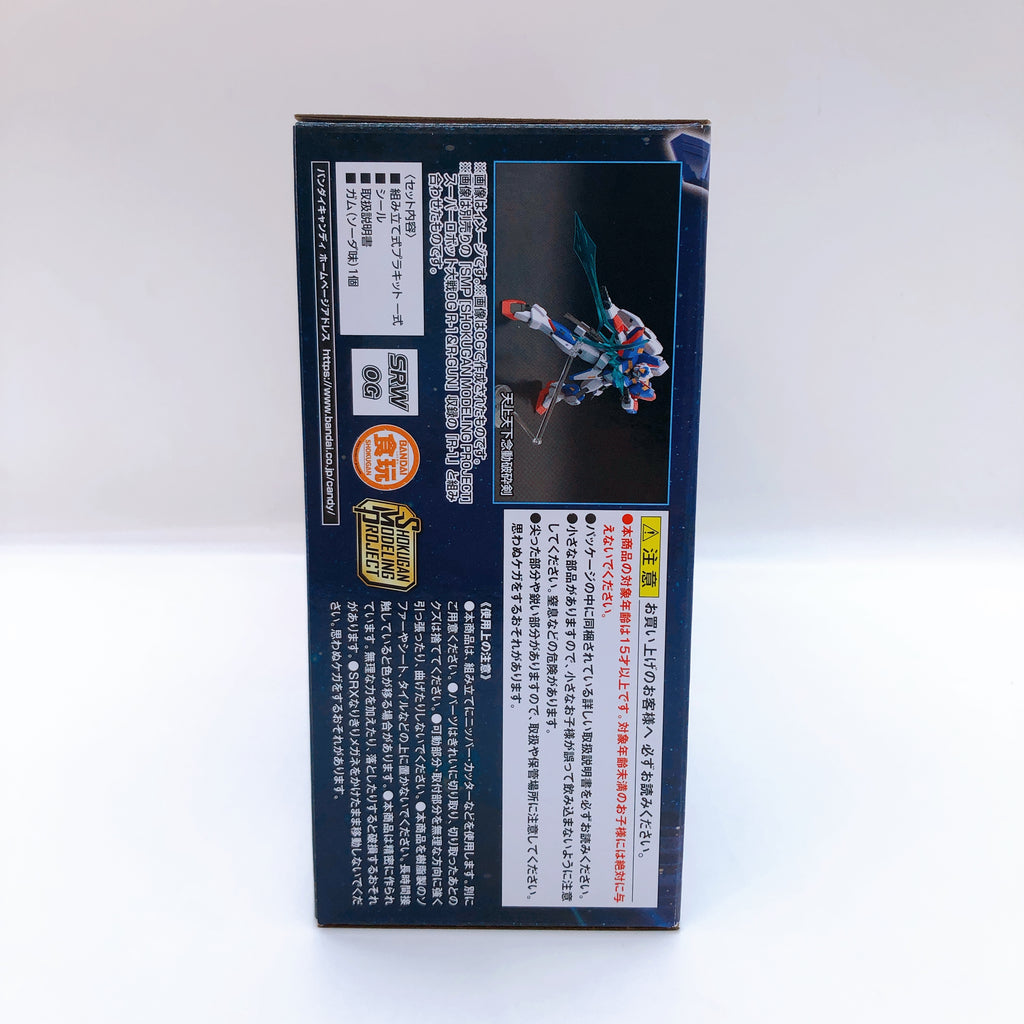 天上天下念動破砕剣
※画像はイメージです。※画像はCGで作成されたものです。
※画像は別売りの「SMP [SHOKUGAN MODELING PROJECT]
スーパーロボット大戦OG R-1 & R-GUN」収録の「R-1」と組み
合わせたものです。
〈セット内容〉
■組み立て式プラキット 一式
■シール
■取扱説明書
■ガム(ソーダ味)1個
バンダイキャンディ ホームページアドレス https://www.bandai.co.jp/candy/
SRW
OG
BANDAI
食玩
SHOKUGAN
SHOKUGAN
MODELING
PROJECT
注意 お買い上げのお客様へ 必ずお読みください。
●本商品の対象年齢は15才以上です。対象年齢未満のお子様には絶対に与
えないでください。
●パッケージの中に同梱されている詳しい取扱説明書を必ずお読みください。
●小さな部品がありますので、小さなお子様が誤って飲み込まないように注意
してください。窒息などの危険があります。
●尖った部分や鋭い部分がありますので、取扱や保管場所に注意してください。
思わぬケガをするおそれがあります。
《使用上の注意》
●本商品は、組み立てにニッパー・カッターなどを使用します。別に
ご用意ください。●パーツはきれいに切り取り、切り取ったあとの
クズは捨ててください。●可動部分・取付部分を無理な方向に強く
引っ張ったり、曲げたりしないでください。●本商品を樹脂製のソ
ファーやシート、タイルなどの上に置かないでください。長時間接
触していると色が移る場合があります。●本商品は精密に作られ
ています。無理な力を加えたり、落としたりすると破損するおそれ
があります。●SRXなりきりメガネをかけたまま移動しないでくだ
さい。思わぬケガをするおそれがあります。